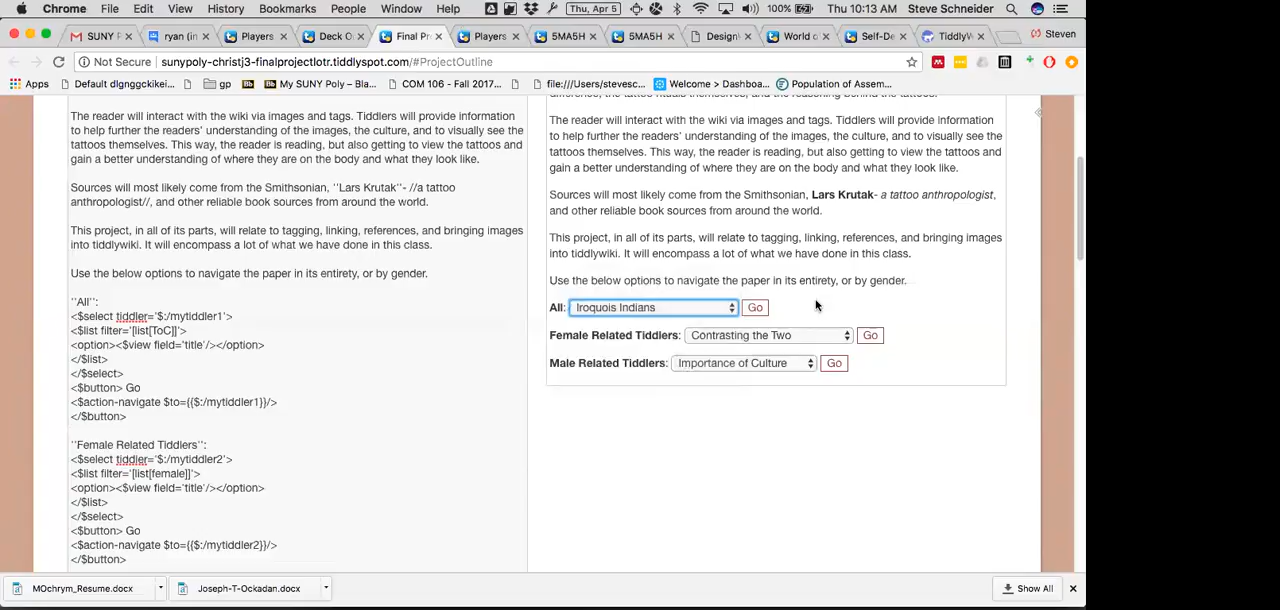 Chrome File Edit View History Bookmarks People Window Help Thu, Apr 5 100% Thu 10:13 AM Steve Schneider
SUNY P
ryan (in
Players
Deck O
Final Pr
Players
5MA5H
5MA5H
Design
World o
Self-De
TiddlyW
Steven
Not Secure sunypoly-christj3-finalprojectlotr.tiddlyspot.com/#ProjectOutline
Apps Default dlgnggckikei... gp My SUNY Poly – Bla... COM 106 - Fall 2017... file:///Users/stevesc... Welcome > Dashboa... Population of Assem...
The reader will interact with the wiki via images and tags. Tiddlers will provide information
to help further the readers' understanding of the images, the culture, and to visually see the
tattoos themselves. This way, the reader is reading, but also getting to view the tattoos and
gain a better understanding of where they are on the body and what they look like.
Sources will most likely come from the Smithsonian, ''Lars Krutak''- //a tattoo
anthropologist//, and other reliable book sources from around the world.
This project, in all of its parts, will relate to tagging, linking, references, and bringing images
into tiddlywiki. It will encompass a lot of what we have done in this class.
Use the below options to navigate the paper in its entirety, or by gender.
''All'':
<$select tiddler='$:/mytiddler1'>
<$list filter='[list[ToC]]'>
<option><$view field='title'/></option>
</$list>
</$select>
<$button> Go
<$action-navigate $to={{$:/mytiddler1}}/>
</$button>
''Female Related Tiddlers'':
<$select tiddler='$:/mytiddler2'>
<$list filter='[list[female]]'>
<option><$view field='title'/></option>
</$list>
</$select>
<$button> Go
<$action-navigate $to={{$:/mytiddler2}}/>
</$button>
difference, the tattoo rituals themselves, and the reasoning behind the tattoos.
The reader will interact with the wiki via images and tags. Tiddlers will provide information
to help further the readers' understanding of the images, the culture, and to visually see the
tattoos themselves. This way, the reader is reading, but also getting to view the tattoos and
gain a better understanding of where they are on the body and what they look like.
Sources will most likely come from the Smithsonian, Lars Krutak- a tattoo anthropologist,
and other reliable book sources from around the world.
This project, in all of its parts, will relate to tagging, linking, references, and bringing images
into tiddlywiki. It will encompass a lot of what we have done in this class.
Use the below options to navigate the paper in its entirety, or by gender.
All: Iroquois Indians Go
Female Related Tiddlers: Contrasting the Two Go
Male Related Tiddlers: Importance of Culture Go
MOchrym_Resume.docx
Joseph-T-Ockadan.docx
Show All